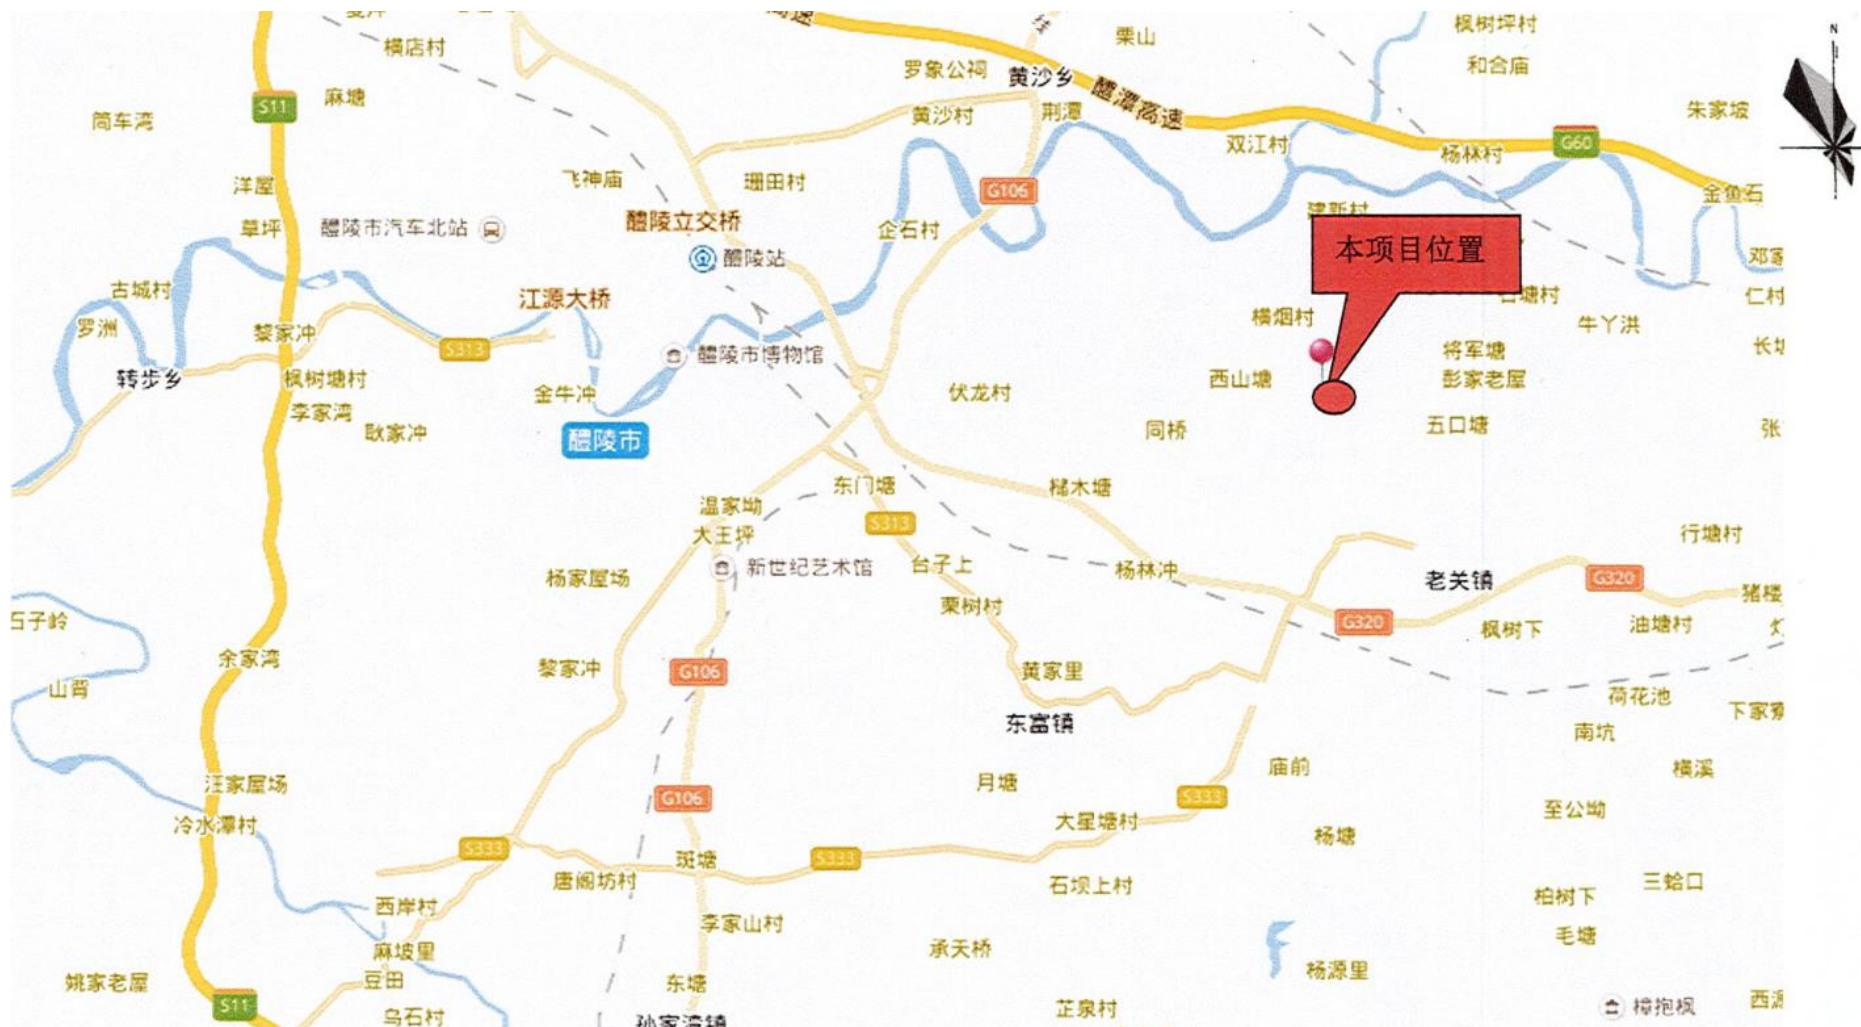 横店村
栗山
枫树坪村
和合庙
罗象公祠
黄沙乡
N
S11
麻塘
筒车湾
黄沙村
荆潭
醴潭高速
朱家坡
双江村
杨林村
G60
洋屋
飞神庙
珊田村
G106
金鱼石
草坪
醴陵市汽车北站
醴陵立交桥
企石村
建新村
醴陵站
本项目位置
古城村
江源大桥
仁村
罗洲
黎家冲
横烟村
牛丫洪
S313
醴陵市博物馆
将军塘
转步乡
枫树塘村
金牛冲
伏龙村
西山塘
彭家老屋
李家湾
耿家冲
醴陵市
同桥
五口塘
张
温家坳
东门塘
槠木塘
大王坪
S313
行塘村
杨家屋场
新世纪艺术馆
台子上
杨林冲
老关镇
G320
猪楼
栗树村
石子岭
G320
枫树下
油塘村
余家湾
黎家冲
G106
黄家里
山背
荷花池
东富镇
南坑
下家寮
汪家屋场
G106
月塘
S333
庙前
横溪
冷水潭村
大星塘村
至公坳
S333
斑塘
S333
杨塘
唐阁坊村
石坝上村
三蛤口
西岸村
李家山村
柏树下
麻坡里
承天桥
毛塘
姚家老屋
豆田
东塘
杨源里
S11
乌石村
孙家湾镇
芷泉村
樟抱枫
西源